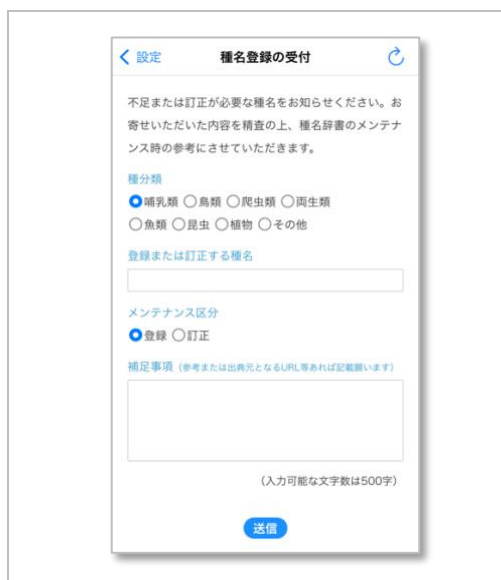 設定 種名登録の受付
不足または訂正が必要な種名をお知らせください。お
寄せいただいた内容を精査の上、種名辞書のメンテナ
ンス時の参考にさせていただきます。
種分類
哺乳類 鳥類 爬虫類 両生類
魚類 昆虫 植物 その他
登録または訂正する種名
メンテナンス区分
登録 訂正
補足事項（参考または出典元となるURL等あれば記載願います）
（入力可能な文字数は500字）
送信